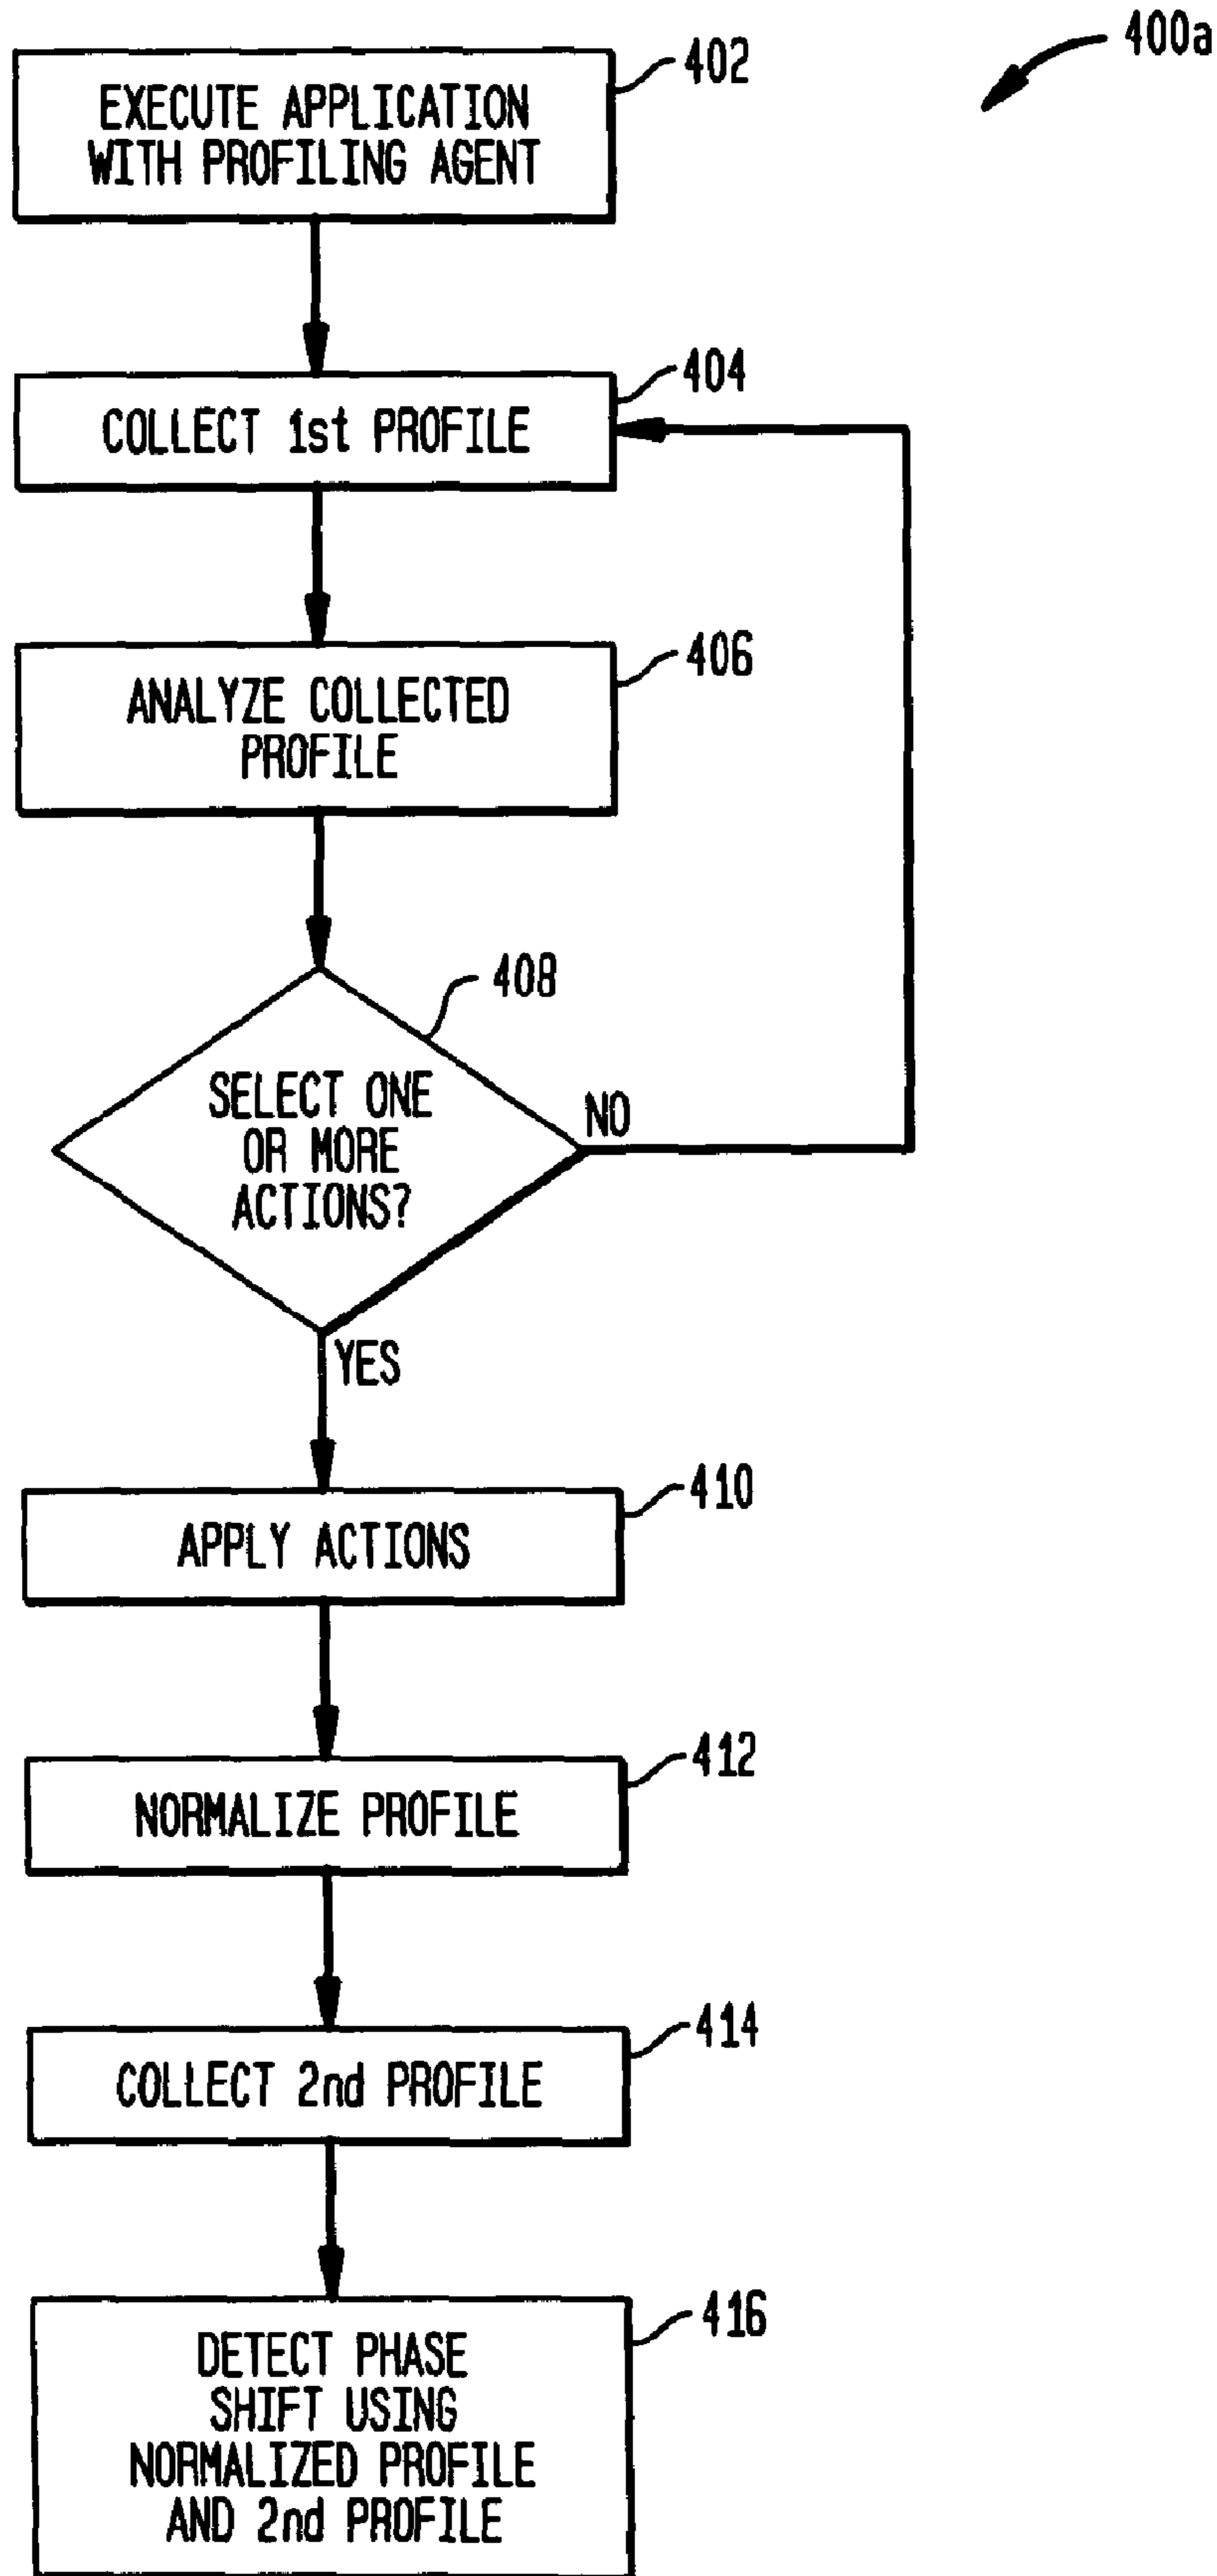 400a
402
EXECUTE APPLICATION
WITH PROFILING AGENT
404
COLLECT 1st PROFILE
406
ANALYZE COLLECTED
PROFILE
408
SELECT ONE
OR MORE
ACTIONS?
NO
YES
410
APPLY ACTIONS
412
NORMALIZE PROFILE
414
COLLECT 2nd PROFILE
416
DETECT PHASE
SHIFT USING
NORMALIZED PROFILE
AND 2nd PROFILE